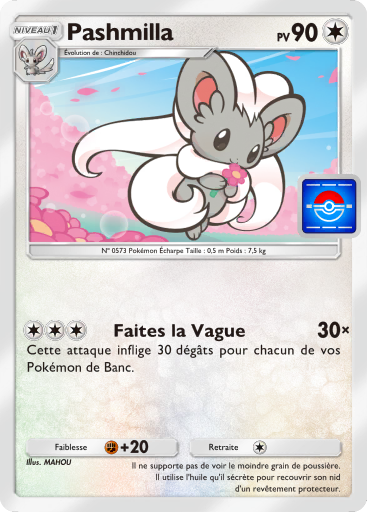 NIVEAU 1
Pashmilla
PV 90
Évolution de : Chinchidou
N° 0573 Pokémon Écharpe Taille : 0,5 m Poids : 7,5 kg
Faites la Vague 30×
Cette attaque inflige 30 dégâts pour chacun de vos
Pokémon de Banc.
Faiblesse +20 Retraite
Illus. MAHOU
Il ne supporte pas de voir le moindre grain de poussière.
Il utilise l'huile qu'il sécrète pour recouvrir son nid
d'un revêtement protecteur.